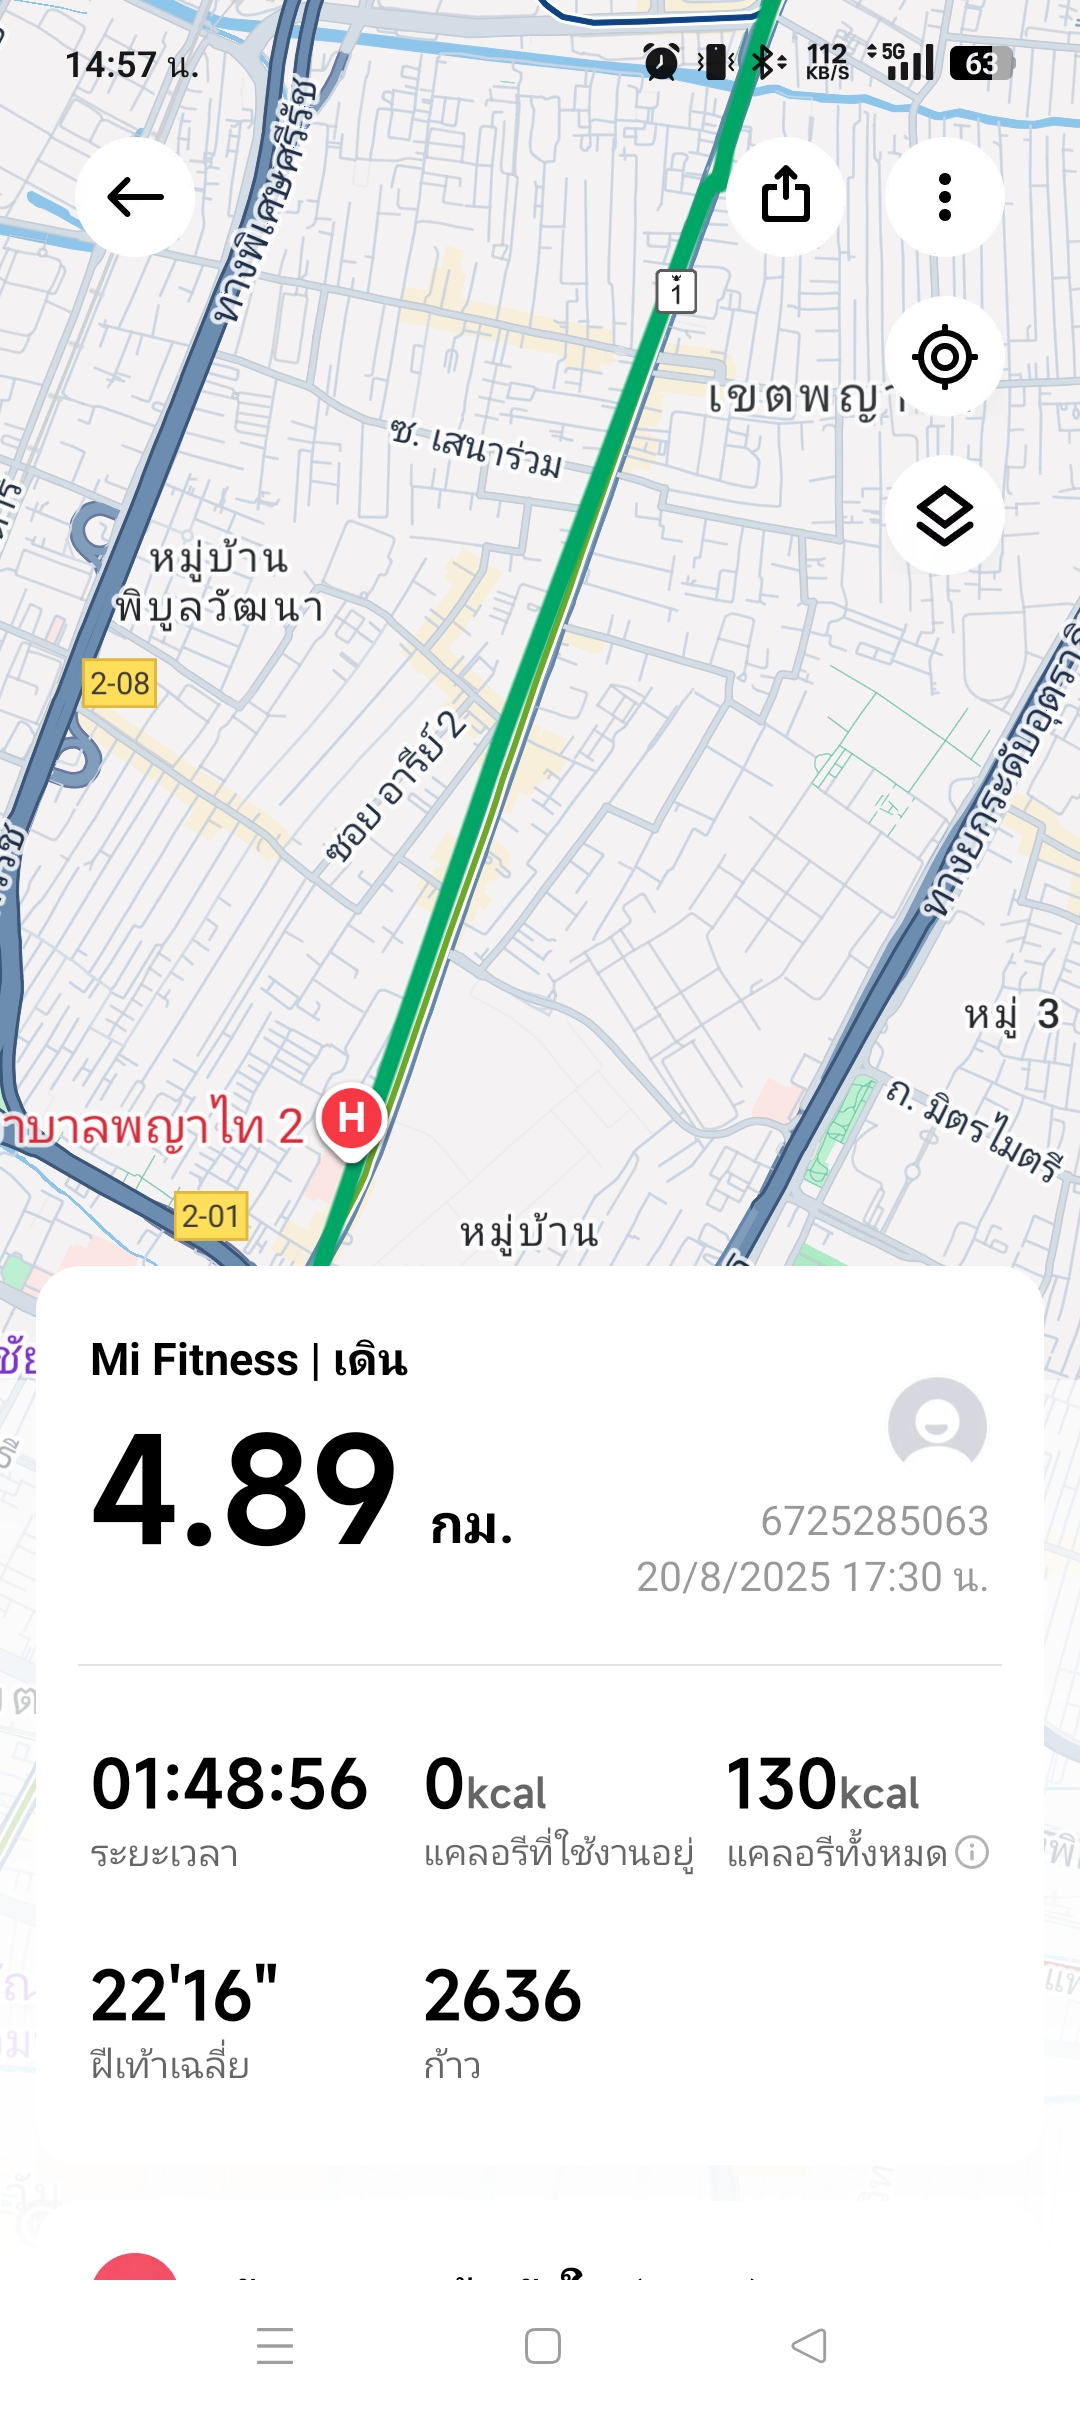 14:57 น.
112
KB/S
5G
63
ทางพิเศษศรีรัช
1
เขตพญา
ซ. เสนาร่วม
หมู่บ้าน
พิบูลวัฒนา
2-08
ซอย อารีย์ 2
ทางยกระดับอุตราภิ
หมู่ 3
ถ. มิตรไมตรี
าบาลพญาไท 2
H
2-01
หมู่บ้าน
Mi Fitness | เดิน
4.89 กม.
6725285063
20/8/2025 17:30 น.
01:48:56
0kcal
130kcal
ระยะเวลา
แคลอรีที่ใช้งานอยู่
แคลอรีทั้งหมด
22'16"
2636
ฝีเท้าเฉลี่ย
ก้าว